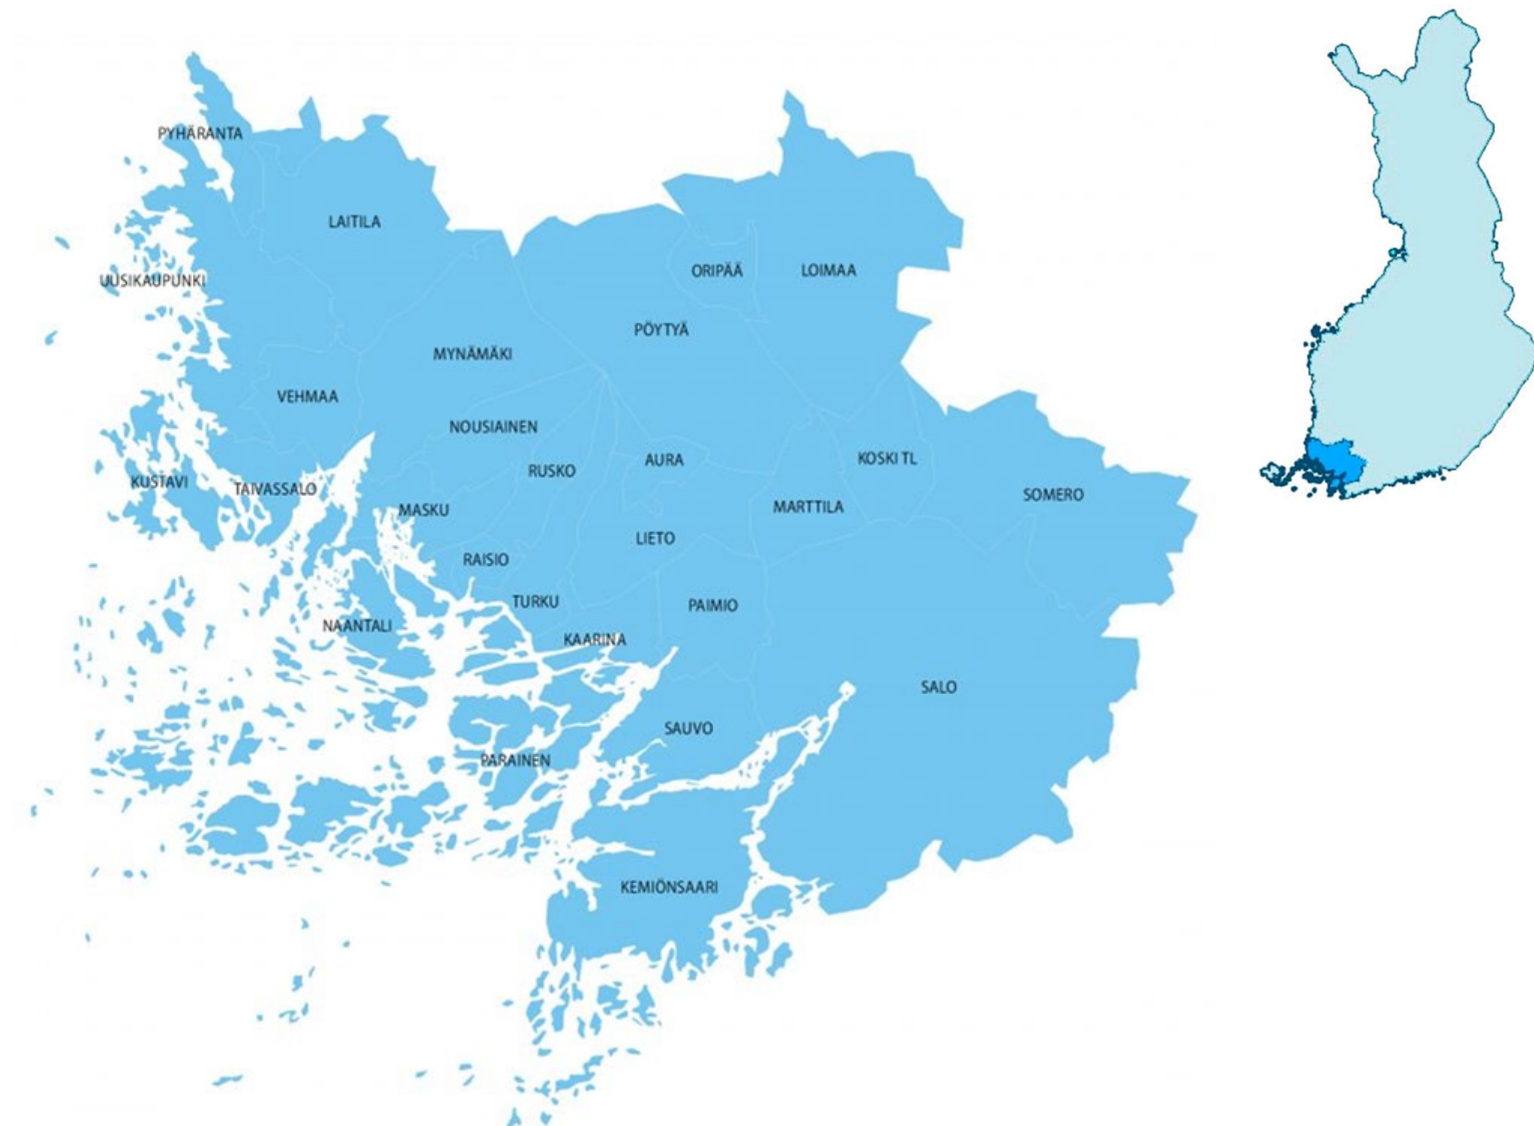 PYHÄRANTA
LAITILA
UUSIKAUPUNKI
ORIPÄÄ
LOIMAA
PÖYTYÄ
MYNÄMÄKI
VEHMAA
NOUSIAINEN
AURA
KOSKI TL
RUSKO
KUSTAVI
TAIVASSALO
SOMERO
MASKU
MARTTILA
LIETO
RAISIO
TURKU
PAIMIO
NAANTALI
KAARINA
SALO
SAUVO
PARAINEN
KEMIÖNSAARI